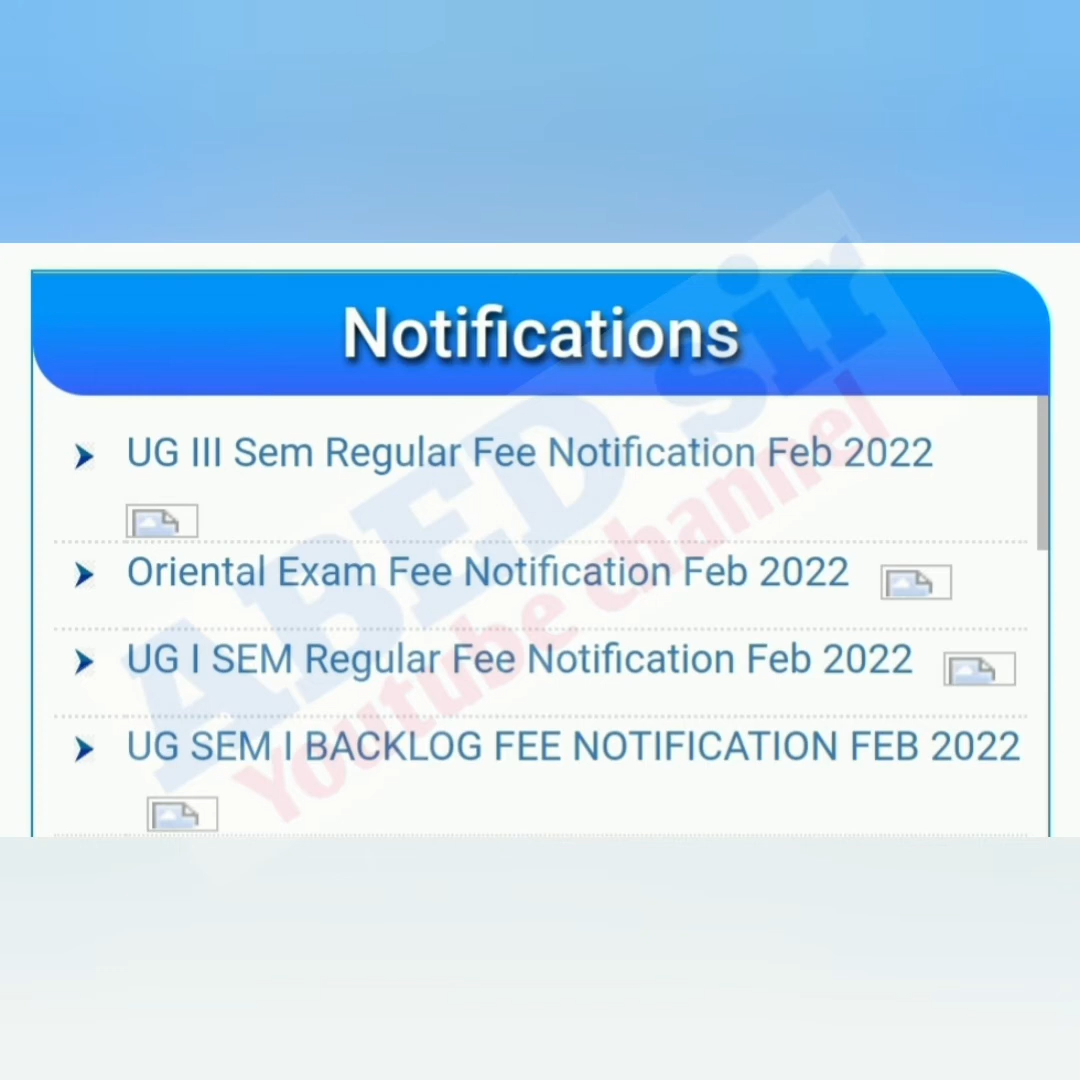 Notifications
UG III Sem Regular Fee Notification Feb 2022
Oriental Exam Fee Notification Feb 2022
UG I SEM Regular Fee Notification Feb 2022
UG SEM I BACKLOG FEE NOTIFICATION FEB 2022
ABED sir
Youtube channel